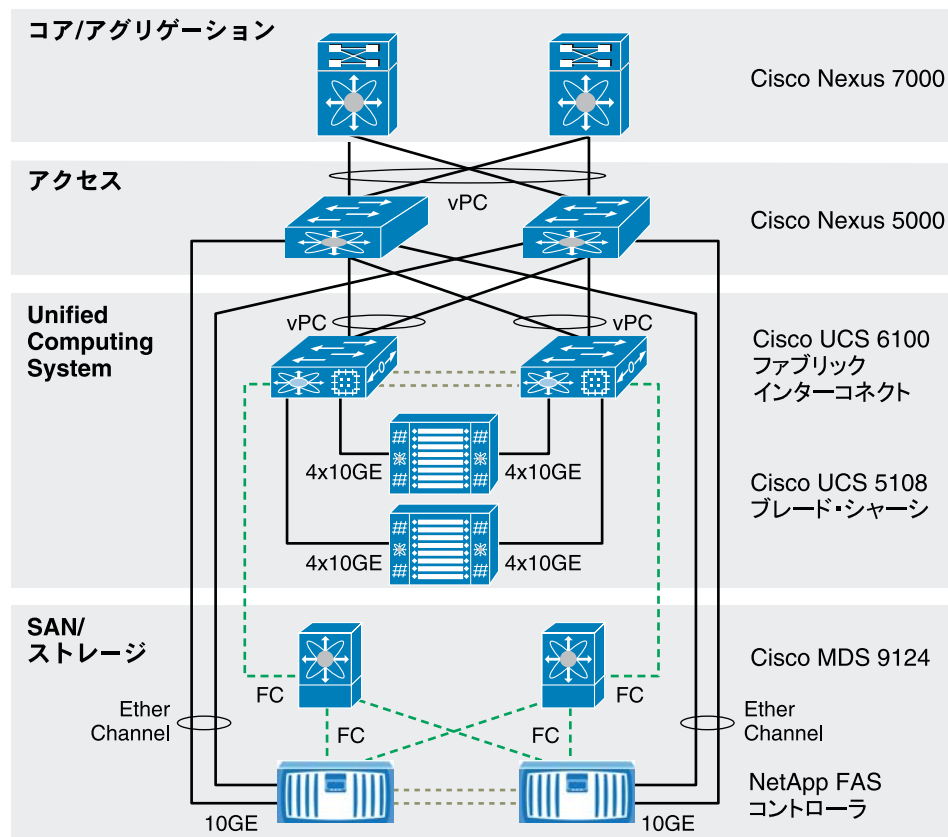 コア/アグリゲーション
Cisco Nexus 7000
アクセス
vPC
Cisco Nexus 5000
Unified
Computing
System
vPC
vPC
Cisco UCS 6100
ファブリック
インターコネクト
4x10GE
4x10GE
Cisco UCS 5108
ブレード・シャーシ
4x10GE
4x10GE
SAN/
ストレージ
Cisco MDS 9124
FC
FC
FC
FC
Ether
Channel
Ether
Channel
NetApp FAS
コントローラ
10GE
10GE